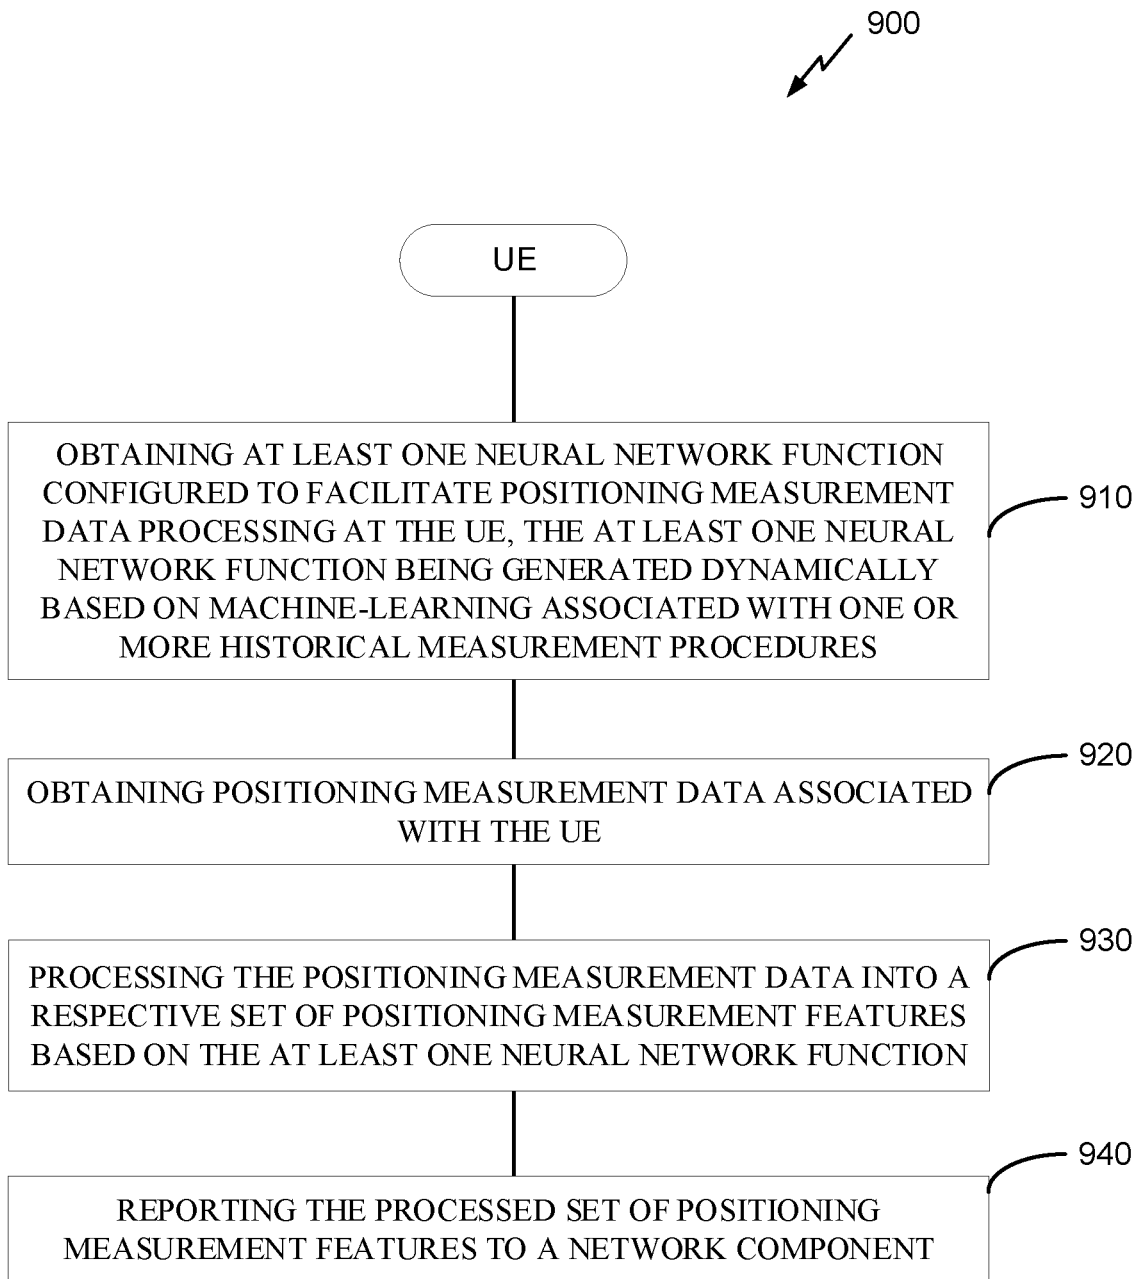 900
UE
OBTAINING AT LEAST ONE NEURAL NETWORK FUNCTION
CONFIGURED TO FACILITATE POSITIONING MEASUREMENT
DATA PROCESSING AT THE UE, THE AT LEAST ONE NEURAL
NETWORK FUNCTION BEING GENERATED DYNAMICALLY
BASED ON MACHINE-LEARNING ASSOCIATED WITH ONE OR
MORE HISTORICAL MEASUREMENT PROCEDURES
910
OBTAINING POSITIONING MEASUREMENT DATA ASSOCIATED
WITH THE UE
920
PROCESSING THE POSITIONING MEASUREMENT DATA INTO A
RESPECTIVE SET OF POSITIONING MEASUREMENT FEATURES
BASED ON THE AT LEAST ONE NEURAL NETWORK FUNCTION
930
REPORTING THE PROCESSED SET OF POSITIONING
MEASUREMENT FEATURES TO A NETWORK COMPONENT
940